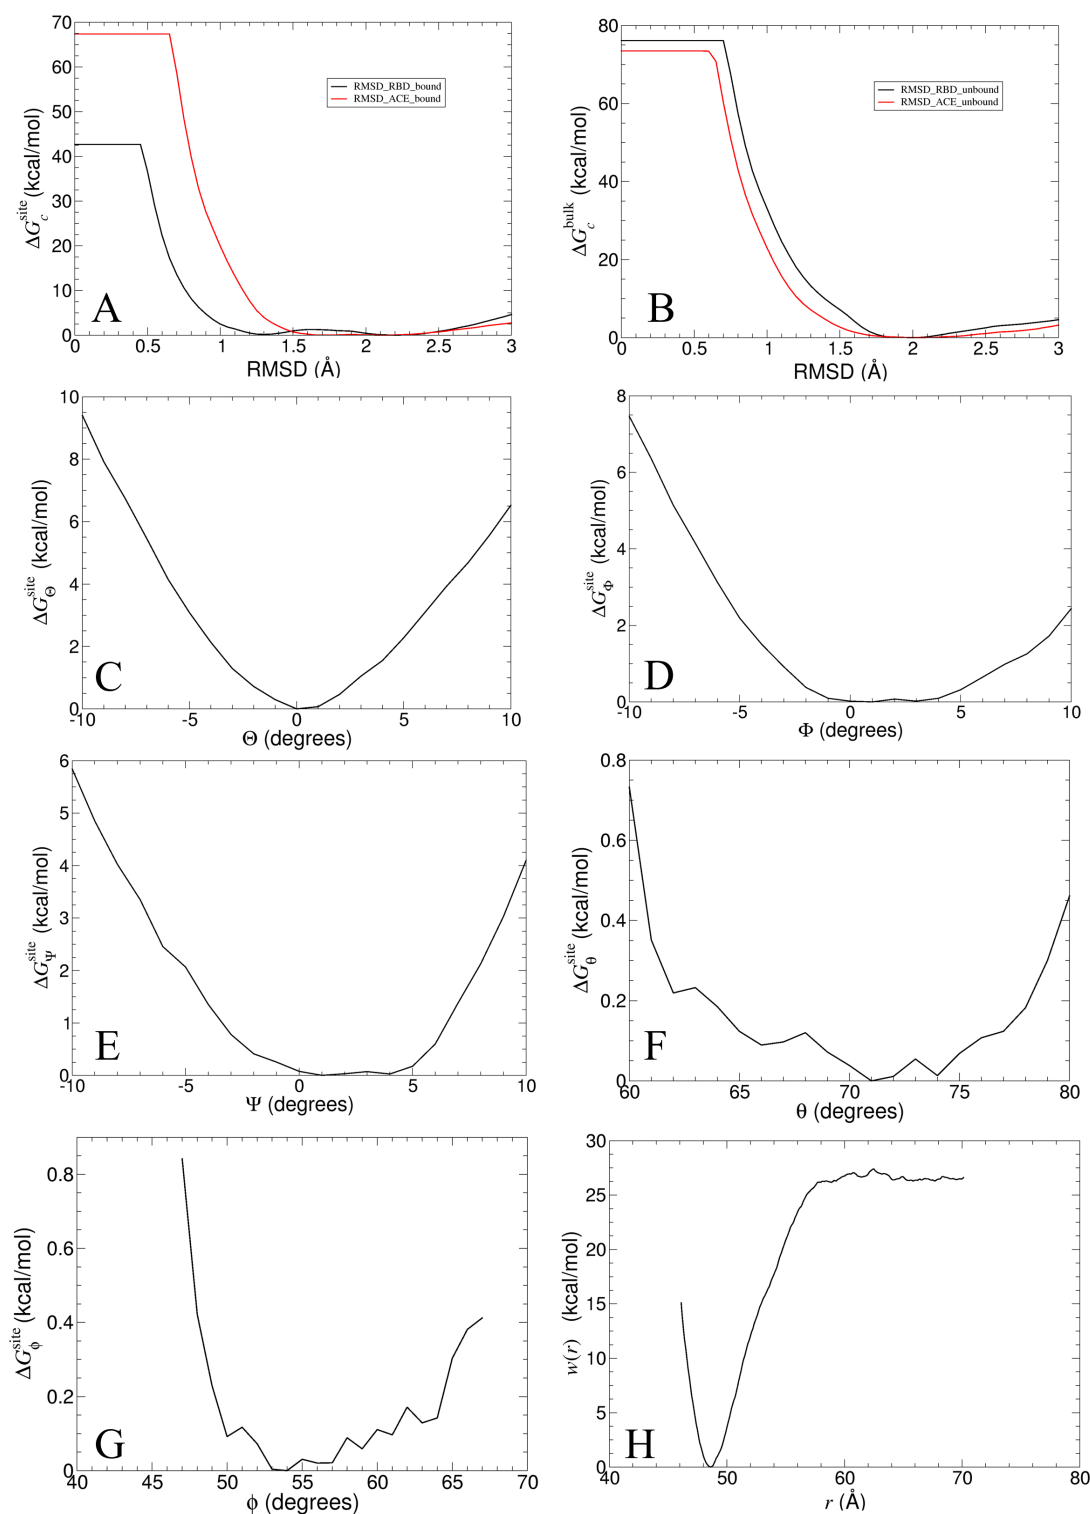 70
60
50
40
30
20
10
0
ΔG_c^site (kcal/mol)
RMSD_RBD_bound
RMSD_ACE_bound
A
0 0.5 1 1.5 2 2.5 3
RMSD (Å)
80
60
40
20
0
ΔG_c^bulk (kcal/mol)
RMSD_RBD_unbound
RMSD_ACE_unbound
B
0 0.5 1 1.5 2 2.5 3
RMSD (Å)
10
8
6
4
2
0
ΔG_Θ^site (kcal/mol)
C
-10 -5 0 5 10
Θ (degrees)
8
6
4
2
0
ΔG_Φ^site (kcal/mol)
D
-10 -5 0 5 10
Φ (degrees)
6
5
4
3
2
1
0
ΔG_Ψ^site (kcal/mol)
E
-10 -5 0 5 10
Ψ (degrees)
0.8
0.6
0.4
0.2
0
ΔG_θ^site (kcal/mol)
F
60 65 70 75 80
θ (degrees)
0.8
0.6
0.4
0.2
0
ΔG_ϕ^site (kcal/mol)
G
40 45 50 55 60 65 70
ϕ (degrees)
30
25
20
15
10
5
0
w(r) (kcal/mol)
H
40 50 60 70 80
r (Å)